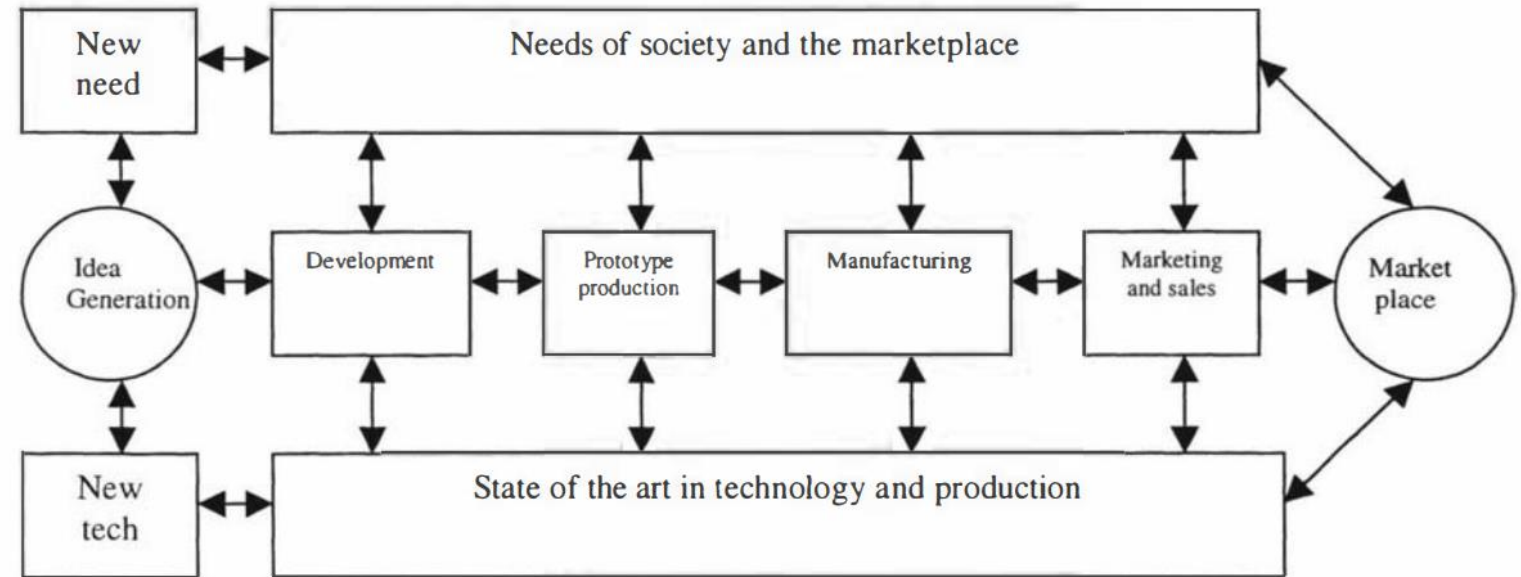 New
need
Needs of society and the marketplace
Idea
Generation
Development
Prototype
production
Manufacturing
Marketing
and sales
Market
place
New
tech
State of the art in technology and production